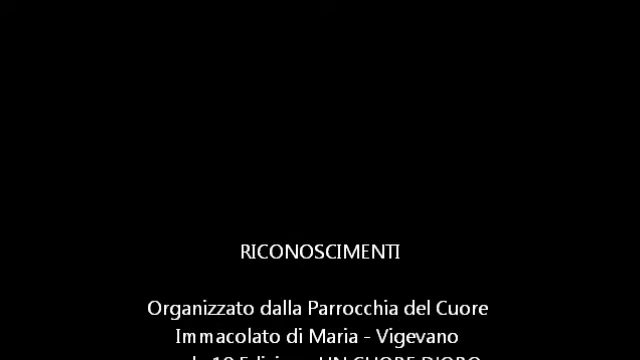 RICONOSCIMENTI
Organizzato dalla Parrocchia del Cuore
Immacolato di Maria - Vigevano